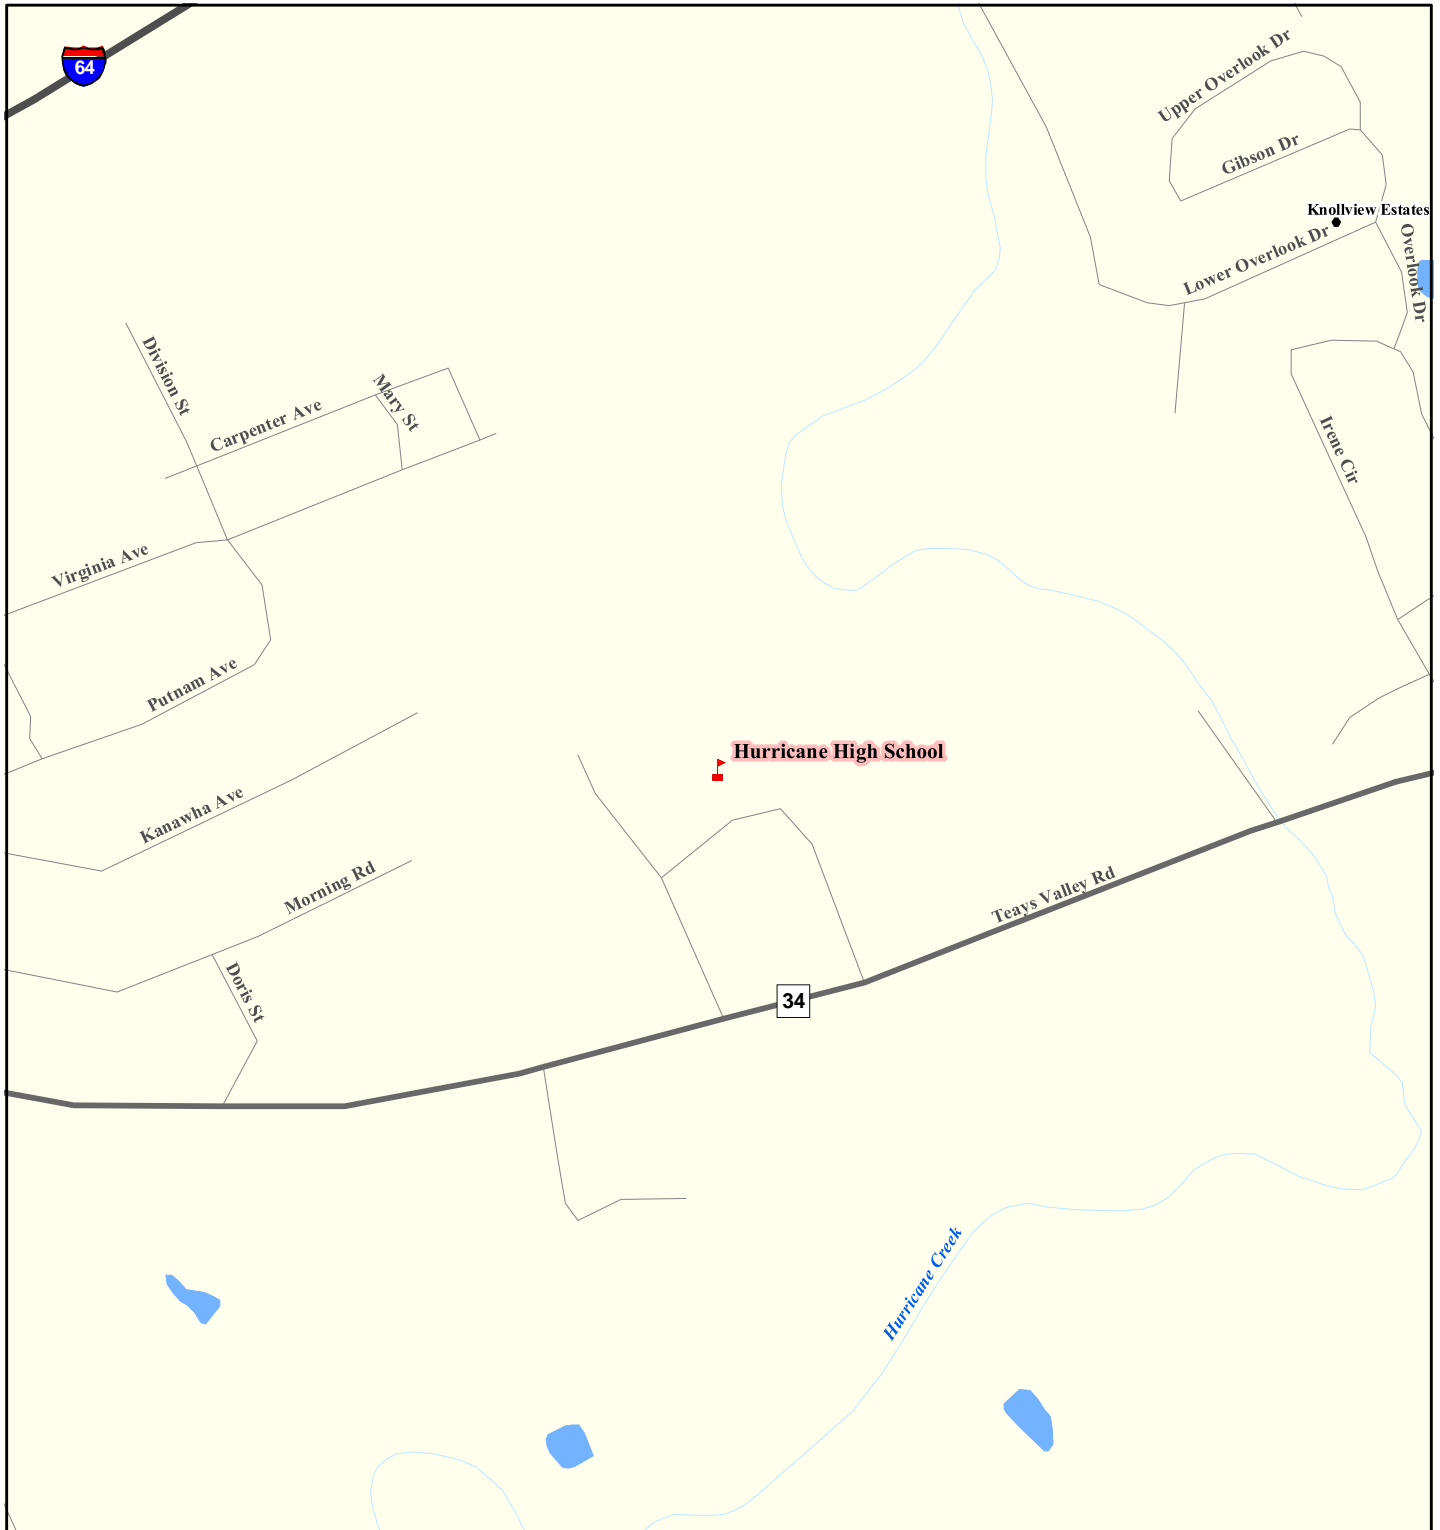 64
Upper Overlook Dr
Gibson Dr
Knollview Estates
Lower Overlook Dr
Overlook Dr
Division St
Mary St
Carpenter Ave
Irene Cir
Virginia Ave
Putnam Ave
Hurricane High School
Kanawha Ave
Morning Rd
Teays Valley Rd
Doris St
34
Hurricane Creek